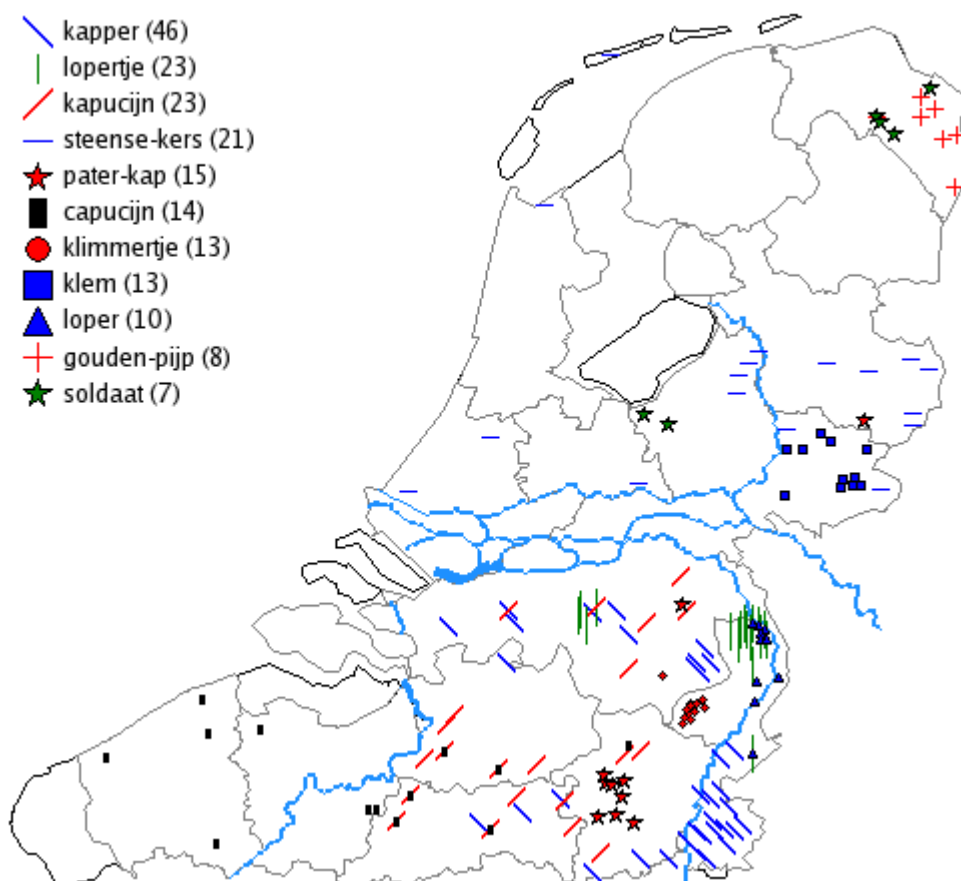 kapper (46)
lopertje (23)
kapucijn (23)
steense-kers (21)
pater-kap (15)
capucijn (14)
klimmertje (13)
klem (13)
loper (10)
gouden-pijp (8)
soldaat (7)